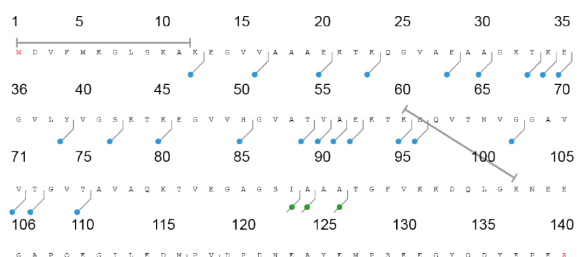 1 5 10 15 20 25 30 35
M D V F M K G L S K A K E G V V A A A E K T K Q G V A E A A G K T K E
36 40 45 51 55 60 65 70
G V L Y V G S K T K E G V V H G V A T V A E K T K E Q V T N V G G A V
71 75 80 85 90 95 100 105
V T G V T A V A Q K T V E G A G S I A A A T G F V K K D Q L G K N E E
106 110 115 120 125 130 135 140
G A P Q E G I L E D M P V D P D N E A Y E M P S E E G Y Q D Y E P E A